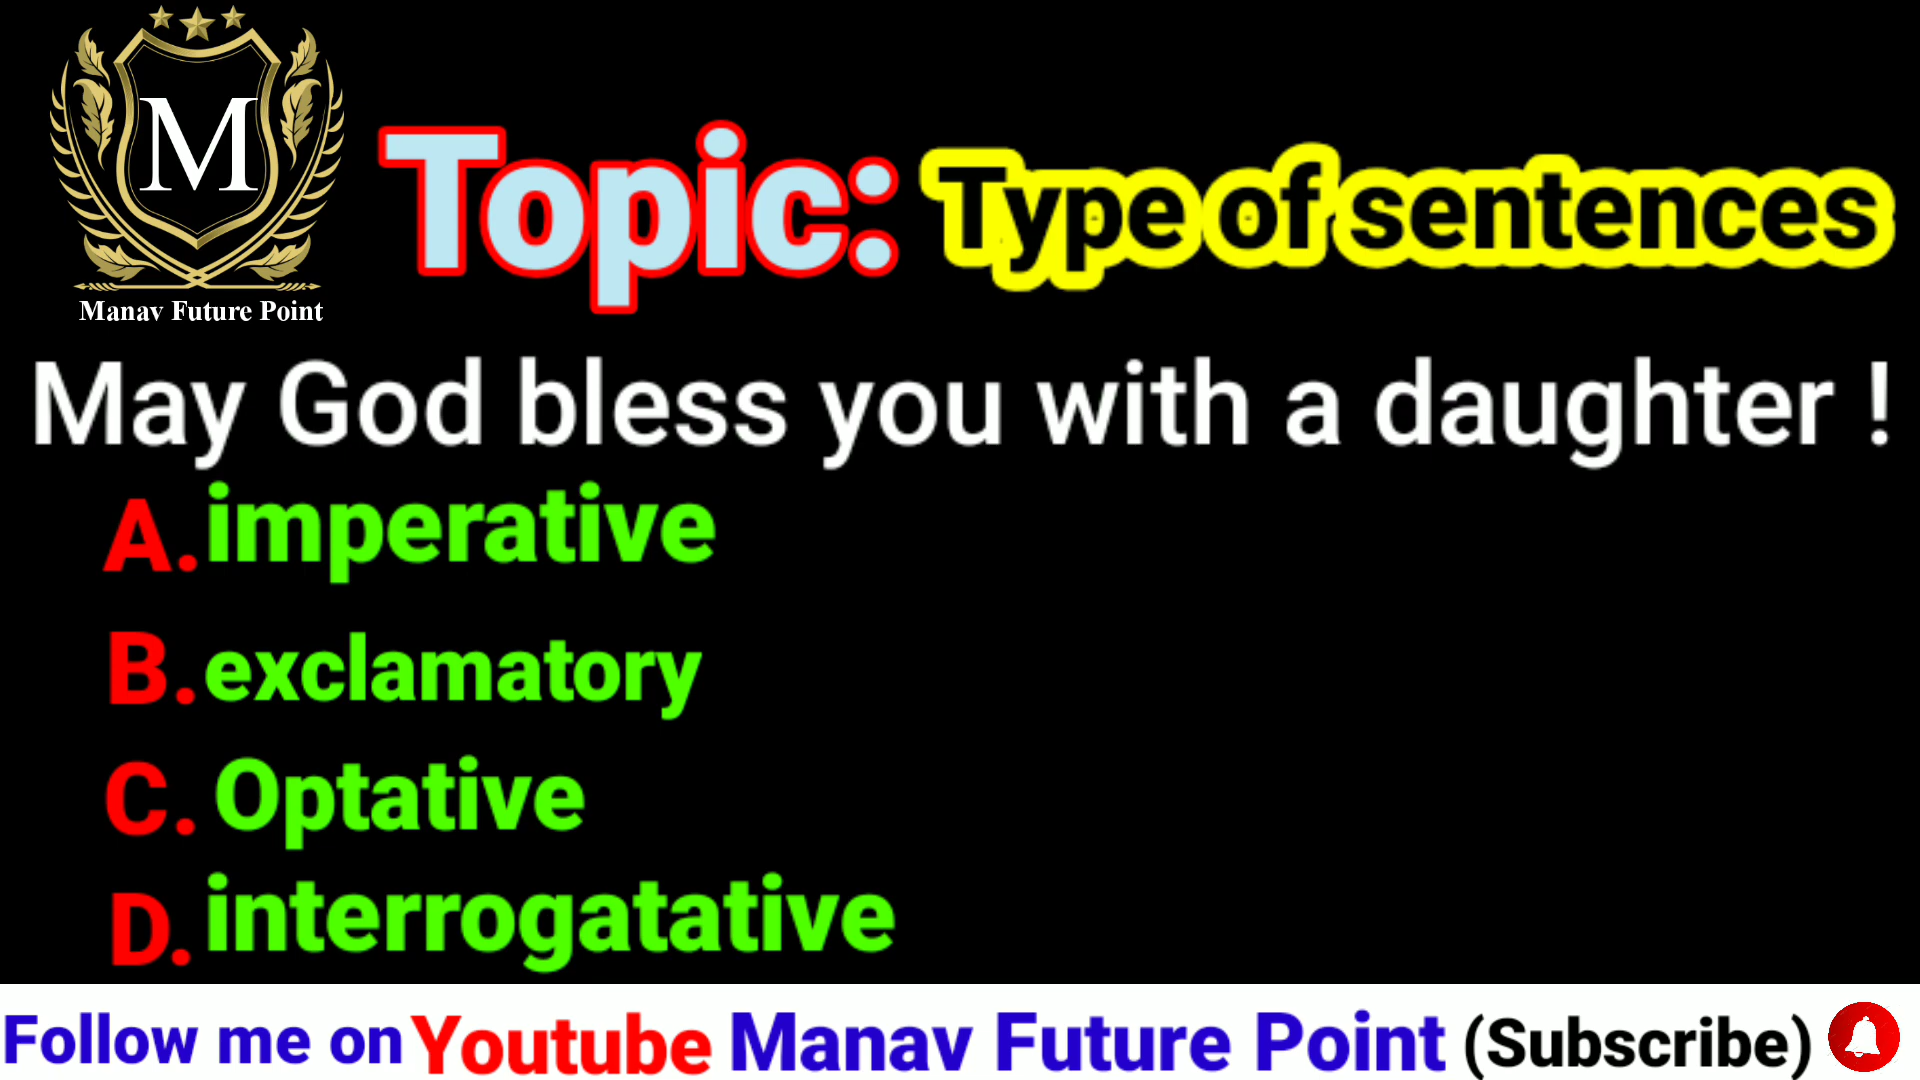 M
Manav Future Point
Topic: Type of sentences
May God bless you with a daughter !
A. imperative
B. exclamatory
C. Optative
D. interrogatative
Follow me on Youtube Manav Future Point (Subscribe)